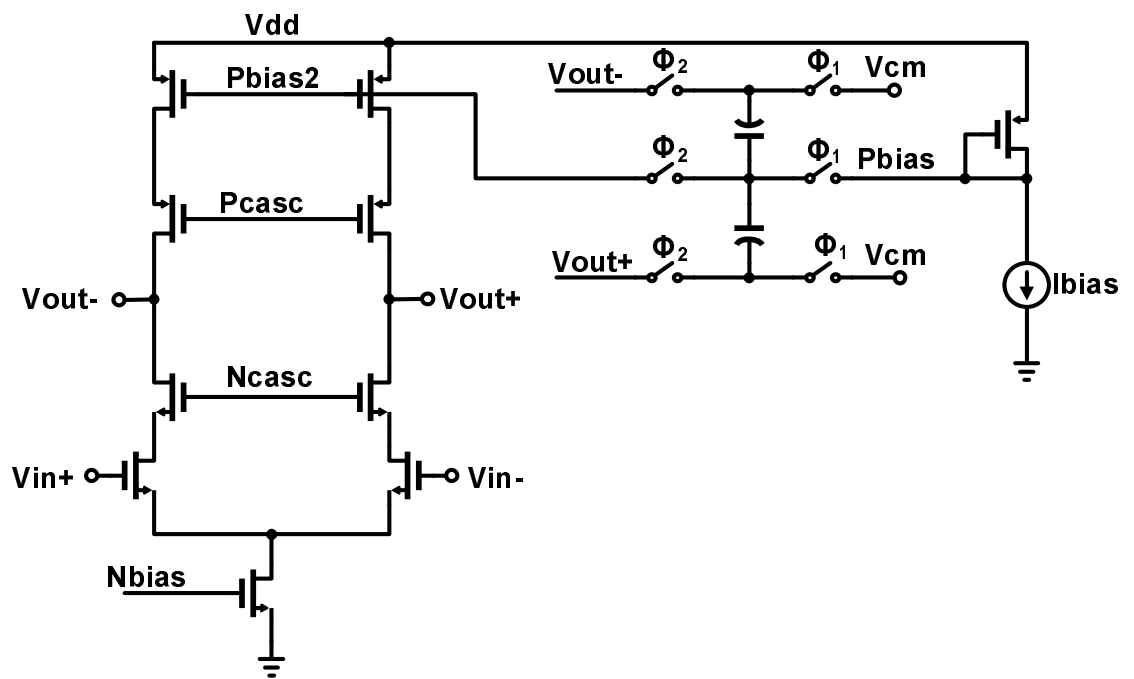 Vdd
Pbias2
Vout- Φ2 Φ1 Vcm
Φ2 Φ1 Pbias
Pcasc
Vout+ Φ2 Φ1 Vcm
Vout- Vout+ Ibias
Ncasc
Vin+ Vin-
Nbias